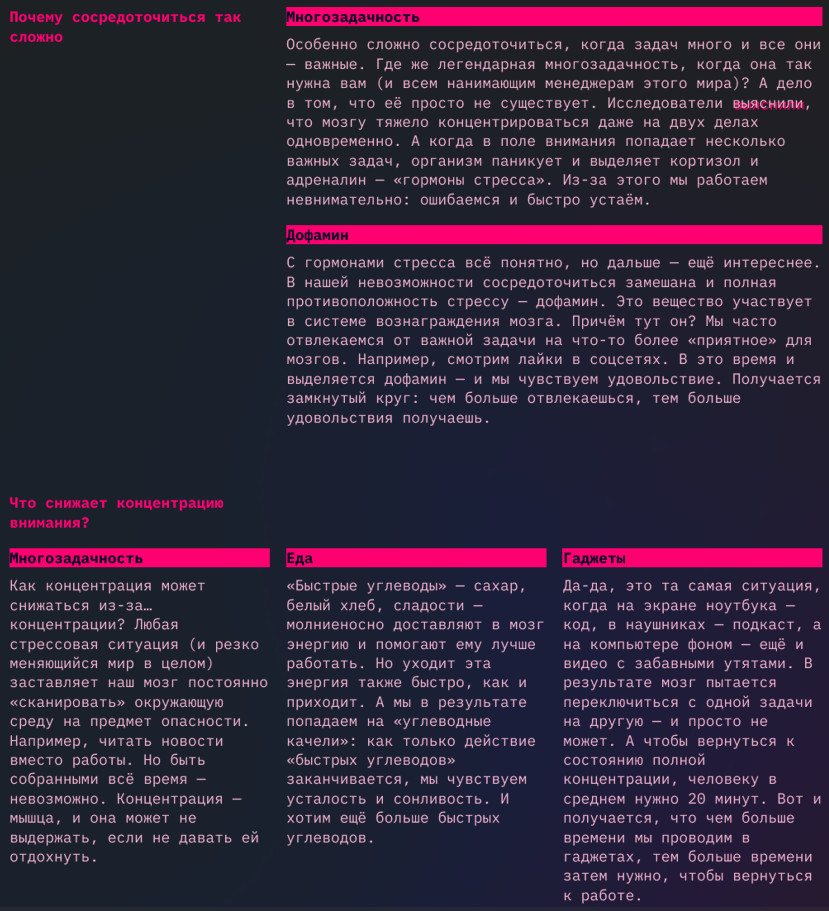 Почему сосредоточиться так
сложно
Многозадачность
Особенно сложно сосредоточиться, когда задач много и все они
— важные. Где же легендарная многозадачность, когда она так
нужна вам (и всем нанимающим менеджерам этого мира)? А дело
в том, что её просто не существует. Исследователи выяснили,
что мозгу тяжело концентрироваться даже на двух делах
одновременно. А когда в поле внимания попадает несколько
важных задач, организм паникует и выделяет кортизол и
адреналин — «гормоны стресса». Из-за этого мы работаем
невнимательно: ошибаемся и быстро устаём.
Дофамин
С гормонами стресса всё понятно, но дальше — ещё интереснее.
В нашей невозможности сосредоточиться замешана и полная
противоположность стрессу — дофамин. Это вещество участвует
в системе вознаграждения мозга. Причём тут он? Мы часто
отвлекаемся от важной задачи на что-то более «приятное» для
мозгов. Например, смотрим лайки в соцсетях. В это время и
выделяется дофамин — и мы чувствуем удовольствие. Получается
замкнутый круг: чем больше отвлекаешься, тем больше
удовольствия получаешь.
Что снижает концентрацию
внимания?
Многозадачность
Как концентрация может
снижаться из-за…
концентрации? Любая
стрессовая ситуация (и резко
меняющийся мир в целом)
заставляет наш мозг постоянно
«сканировать» окружающую
среду на предмет опасности.
Например, читать новости
вместо работы. Но быть
собранными всё время —
невозможно. Концентрация —
мышца, и она может не
выдержать, если не давать ей
отдохнуть.
Еда
«Быстрые углеводы» — сахар,
белый хлеб, сладости —
молниеносно доставляют в мозг
энергию и помогают ему лучше
работать. Но уходит эта
энергия также быстро, как и
приходит. А мы в результате
попадаем на «углеводные
качели»: как только действие
«быстрых углеводов»
заканчивается, мы чувствуем
усталость и сонливость. И
хотим ещё больше быстрых
углеводов.
Гаджеты
Да-да, это та самая ситуация,
когда на экране ноутбука —
код, в наушниках — подкаст, а
на компьютере фоном — ещё и
видео с забавными утятами. В
результате мозг пытается
переключиться с одной задачи
на другую — и просто не
может. А чтобы вернуться к
состоянию полной
концентрации, человеку в
среднем нужно 20 минут. Вот и
получается, что чем больше
времени мы проводим в
гаджетах, тем больше времени
затем нужно, чтобы вернуться
к работе.